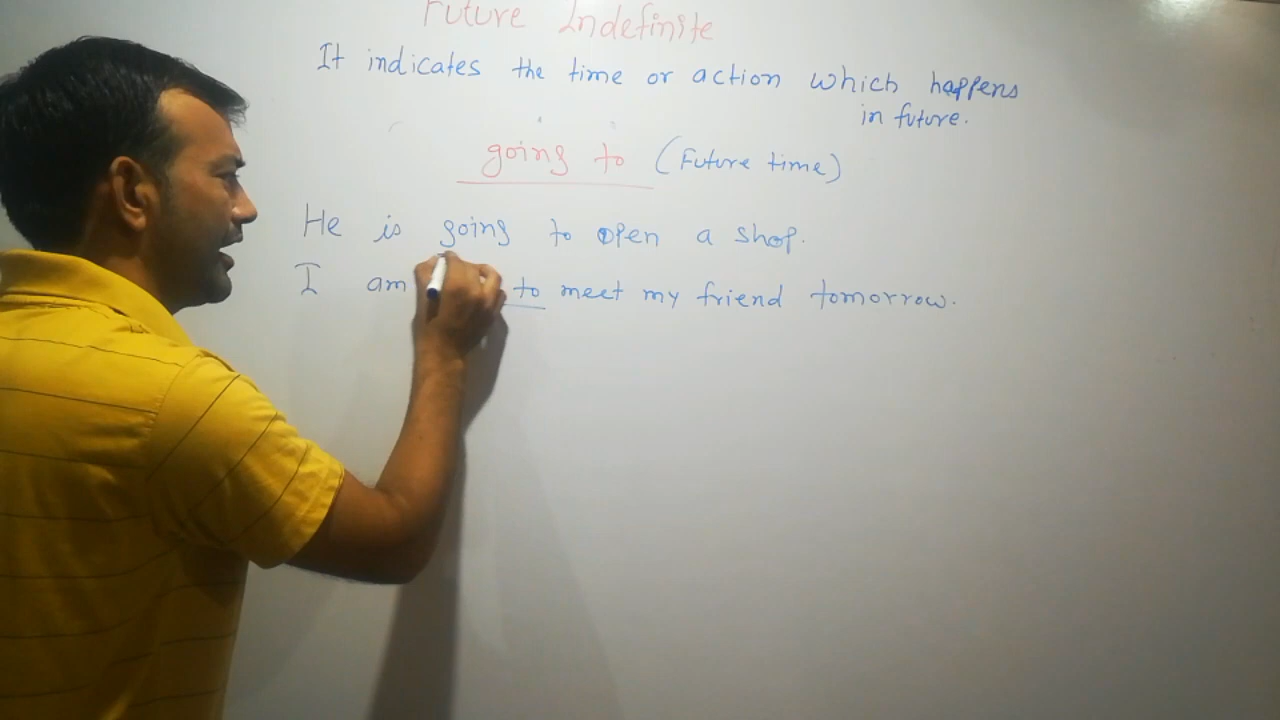 Future Indefinite
It indicates the time or action which happens
in future.
going to (Future time)
He is going to open a shop.
I am to meet my friend tomorrow.